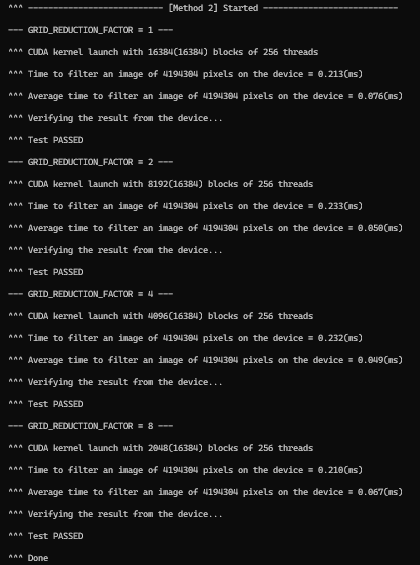 ^^^ --------------------------- [Method 2] Started ---------------------------
--- GRID_REDUCTION_FACTOR = 1 ---
^^^ CUDA kernel launch with 16384(16384) blocks of 256 threads
^^^ Time to filter an image of 4194304 pixels on the device = 0.213(ms)
^^^ Average time to filter an image of 4194304 pixels on the device = 0.076(ms)
^^^ Verifying the result from the device...
^^^ Test PASSED
--- GRID_REDUCTION_FACTOR = 2 ---
^^^ CUDA kernel launch with 8192(16384) blocks of 256 threads
^^^ Time to filter an image of 4194304 pixels on the device = 0.233(ms)
^^^ Average time to filter an image of 4194304 pixels on the device = 0.050(ms)
^^^ Verifying the result from the device...
^^^ Test PASSED
--- GRID_REDUCTION_FACTOR = 4 ---
^^^ CUDA kernel launch with 4096(16384) blocks of 256 threads
^^^ Time to filter an image of 4194304 pixels on the device = 0.232(ms)
^^^ Average time to filter an image of 4194304 pixels on the device = 0.049(ms)
^^^ Verifying the result from the device...
^^^ Test PASSED
--- GRID_REDUCTION_FACTOR = 8 ---
^^^ CUDA kernel launch with 2048(16384) blocks of 256 threads
^^^ Time to filter an image of 4194304 pixels on the device = 0.210(ms)
^^^ Average time to filter an image of 4194304 pixels on the device = 0.067(ms)
^^^ Verifying the result from the device...
^^^ Test PASSED
^^^ Done